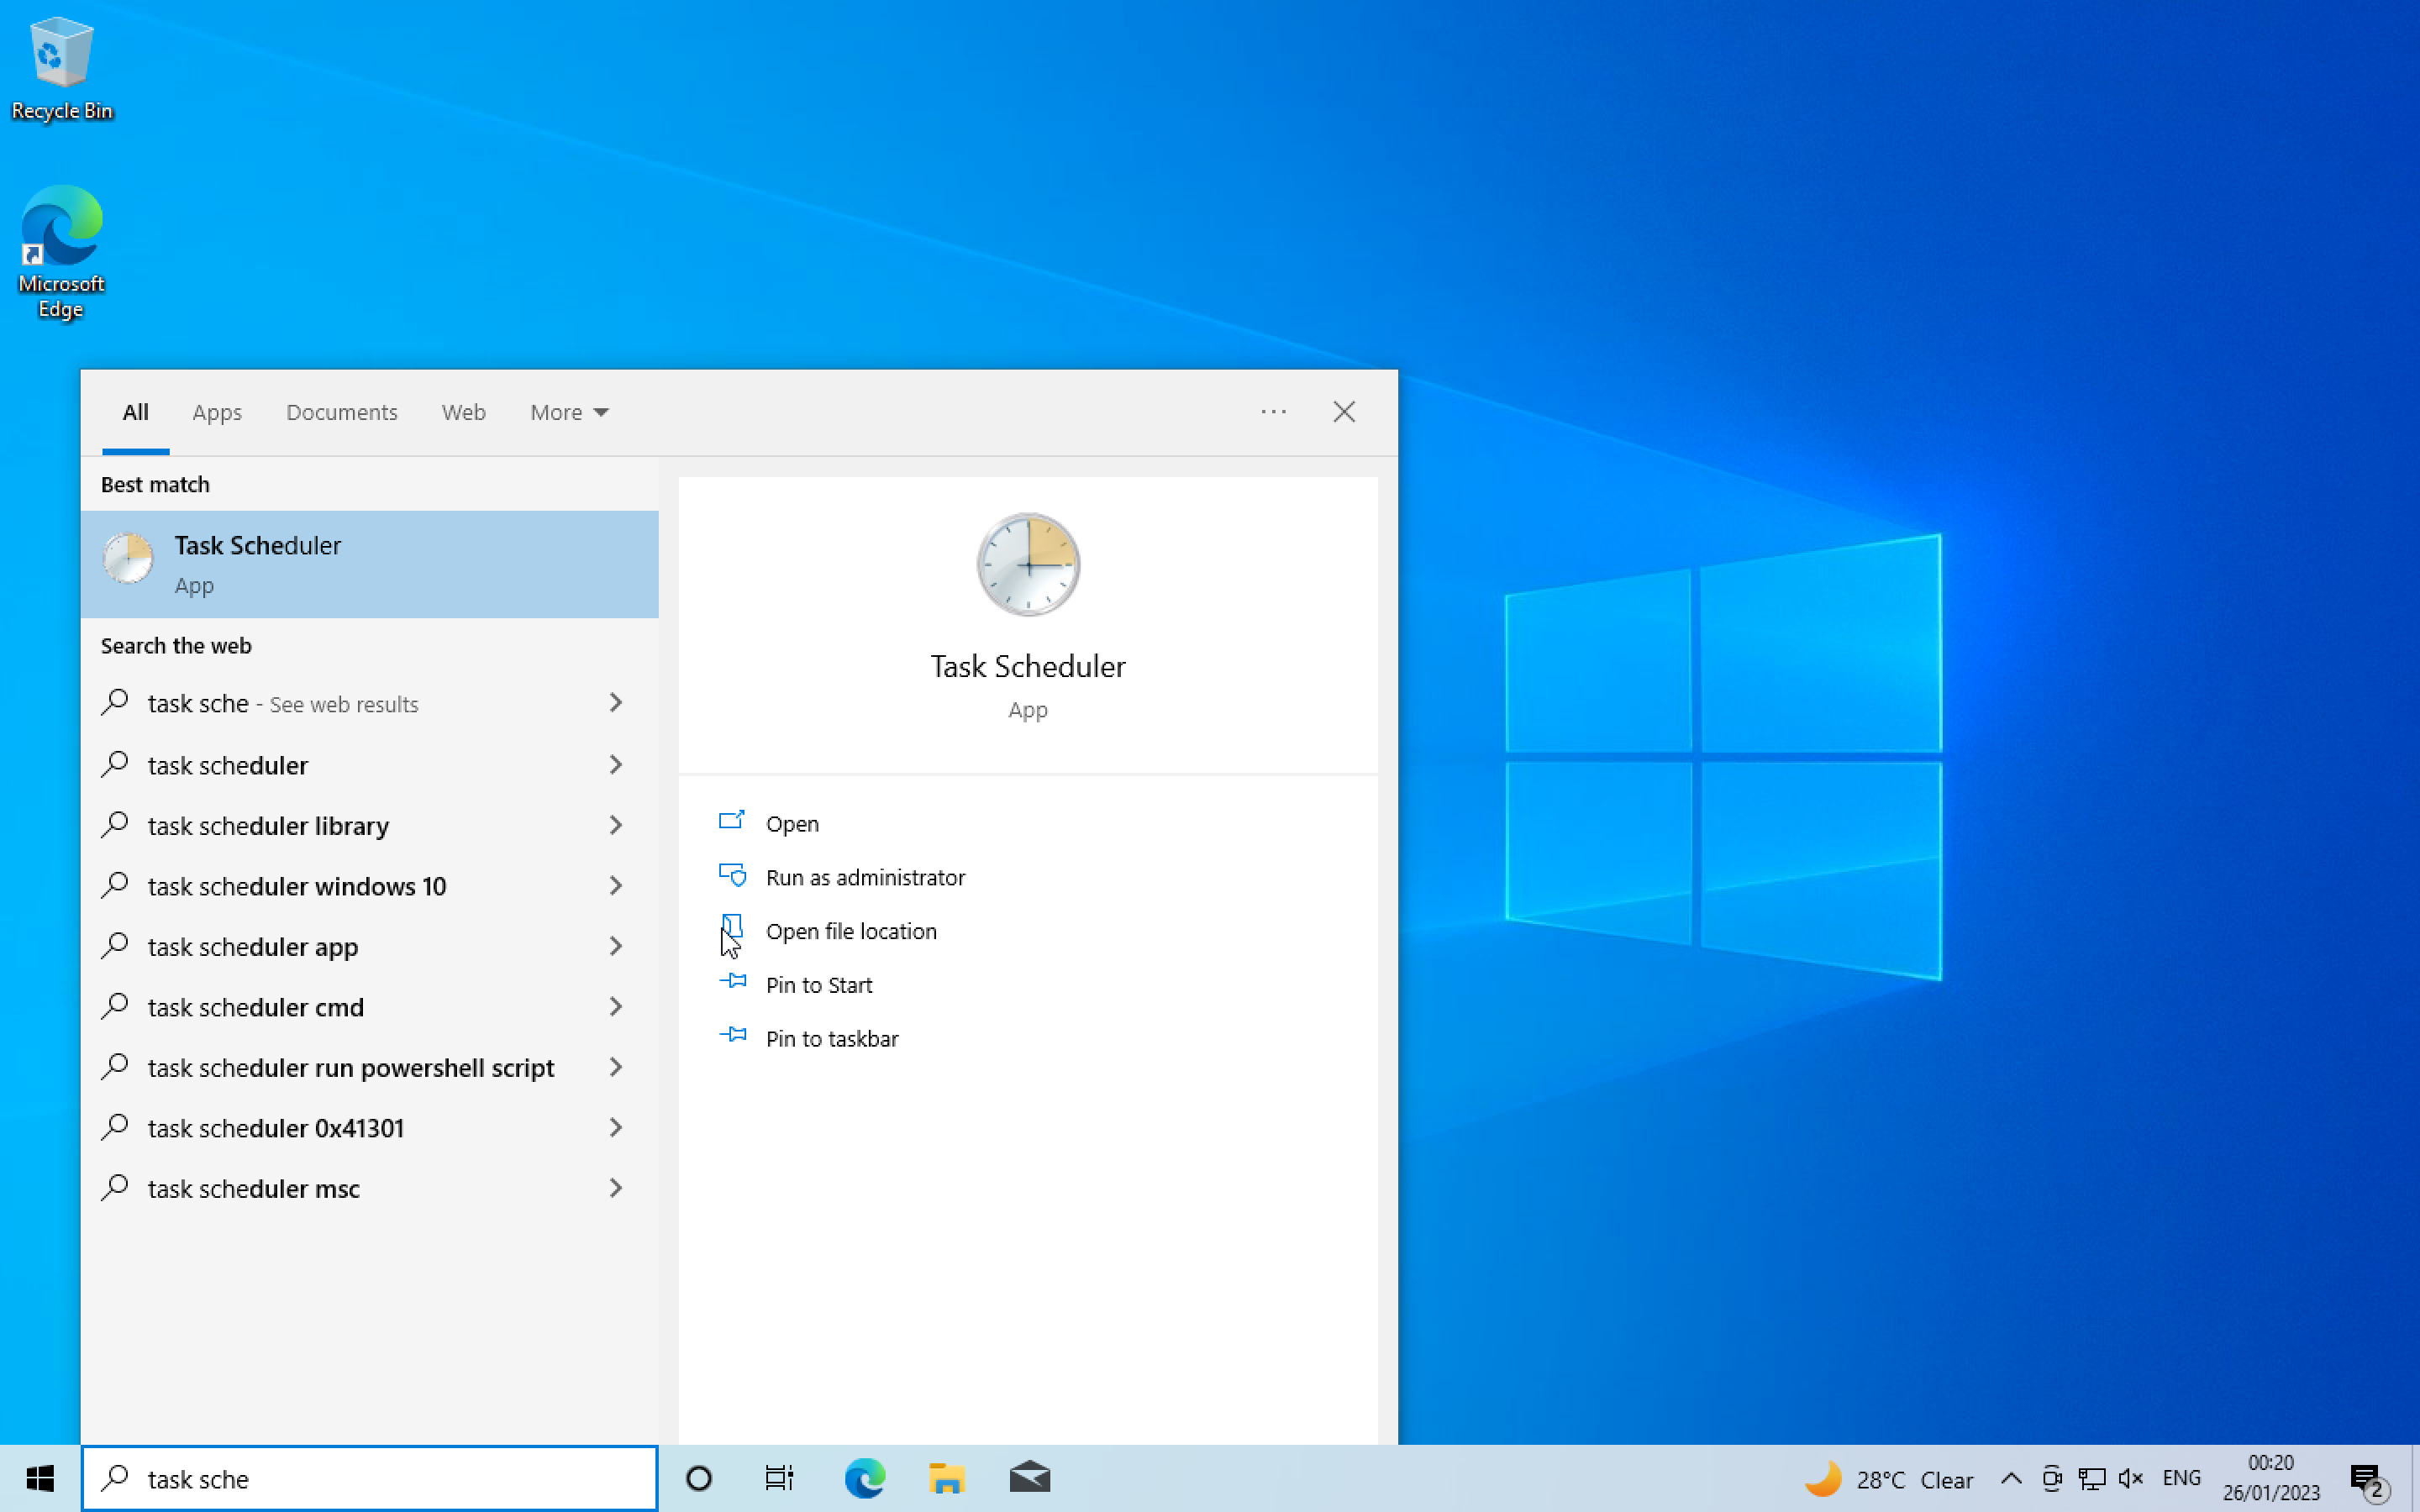 Recycle Bin
Microsoft
Edge
All Apps Documents Web More
Best match
Task Scheduler
App
Search the web
task sche - See web results
task scheduler
task scheduler library
task scheduler windows 10
task scheduler app
task scheduler cmd
task scheduler run powershell script
task scheduler 0x41301
task scheduler msc
Task Scheduler
App
Open
Run as administrator
Open file location
Pin to Start
Pin to taskbar
task sche
28°C Clear
ENG
00:20
26/01/2023
2